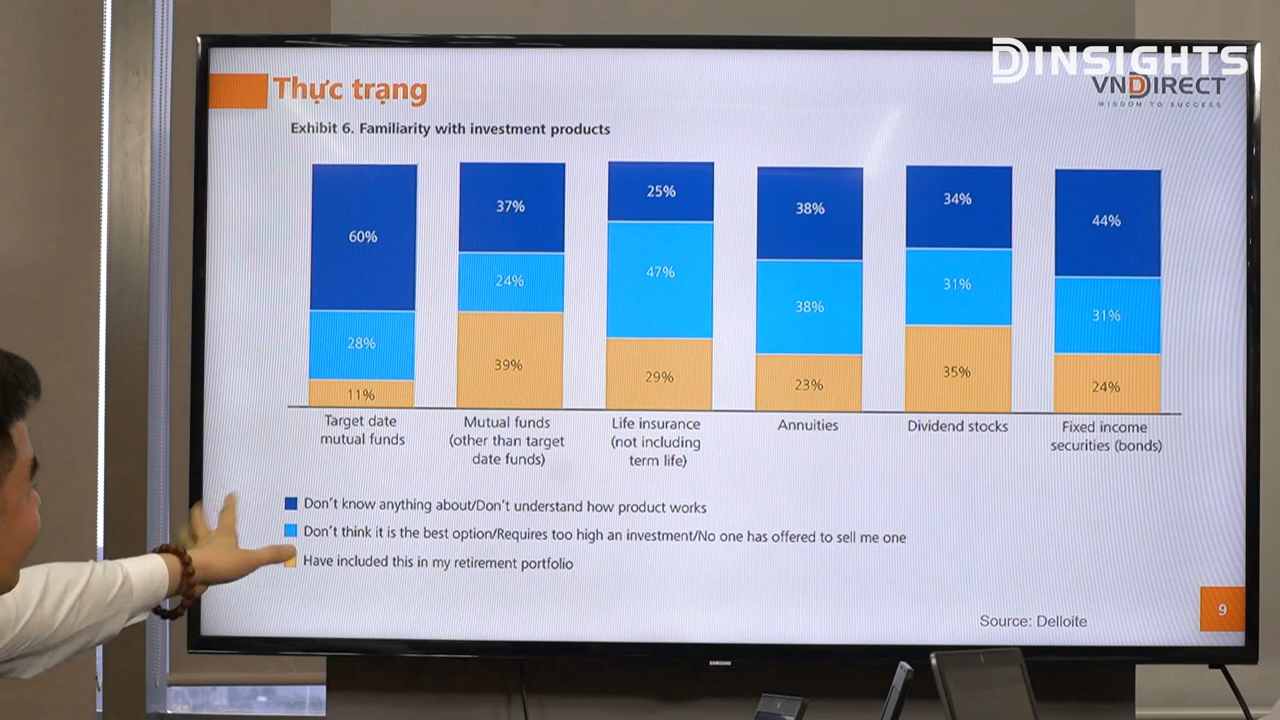 DINSIGHTS
Thực trạng
VNDIRECT
WISDOM TO SUCCESS
Exhibit 6. Familiarity with investment products
60%
28%
11%
37%
24%
39%
25%
47%
29%
38%
38%
23%
34%
31%
35%
44%
31%
24%
Target date
mutual funds
Mutual funds
(other than target
date funds)
Life insurance
(not including
term life)
Annuities
Dividend stocks
Fixed income
securities (bonds)
Don't know anything about/Don't understand how product works
Don't think it is the best option/Requires too high an investment/No one has offered to sell me one
Have included this in my retirement portfolio
9
Source: Delloite
SAMSUNG